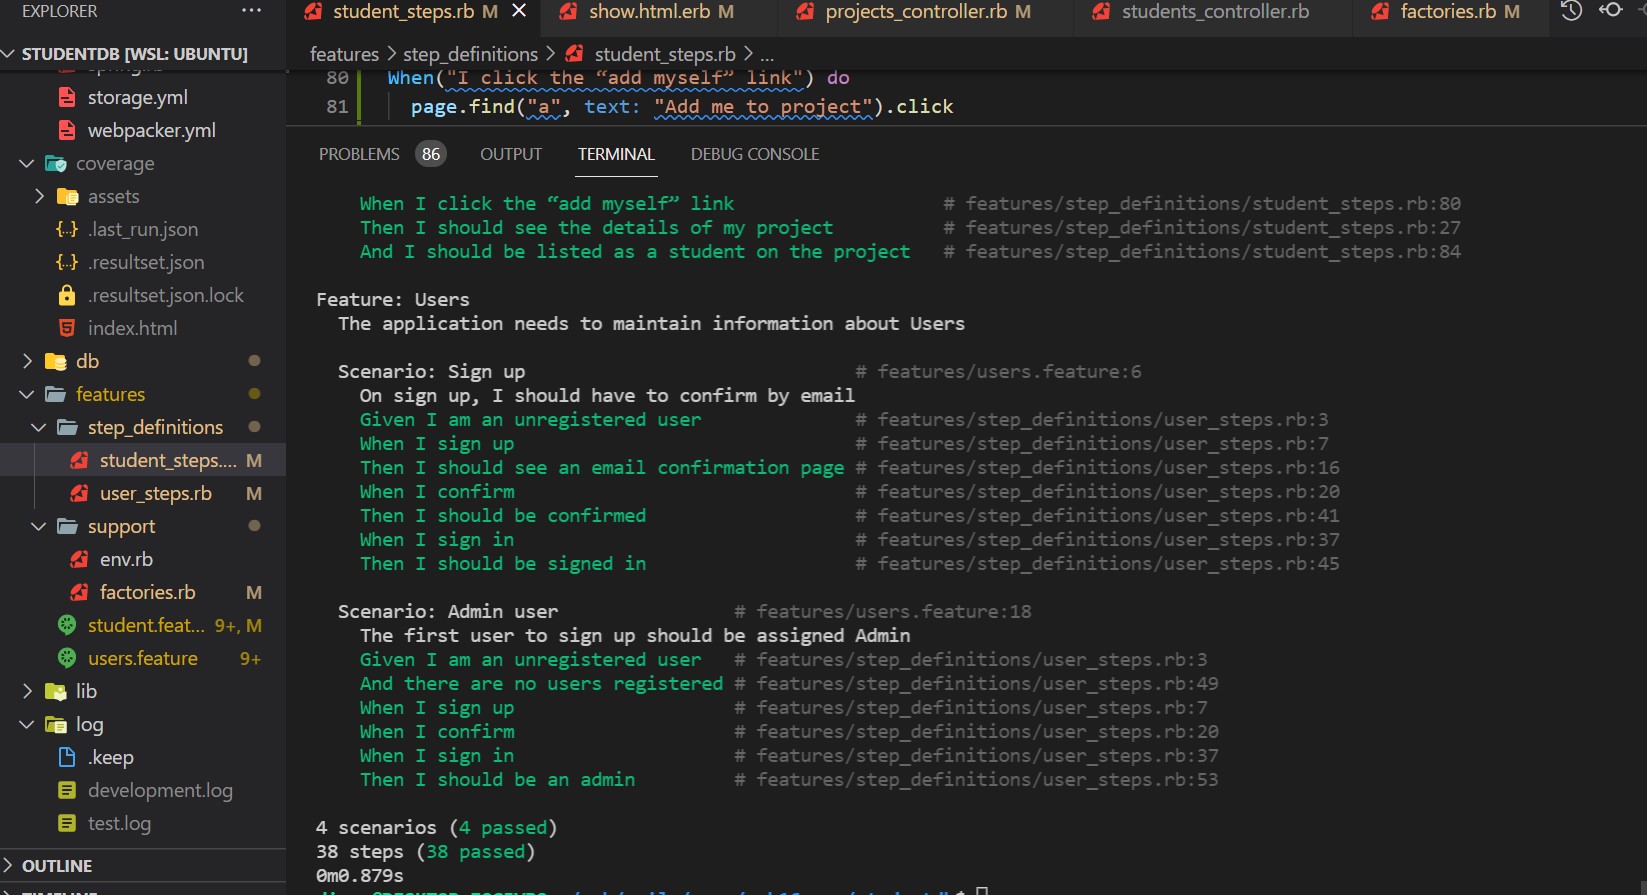 EXPLORER
STUDENTDB [WSL: UBUNTU]
storage.yml
webpacker.yml
coverage
assets
.last_run.json
.resultset.json
.resultset.json.lock
index.html
db
features
step_definitions
student_steps.... M
user_steps.rb M
support
env.rb
factories.rb M
student.feat... 9+, M
users.feature 9+
lib
log
.keep
development.log
test.log
OUTLINE
student_steps.rb M
show.html.erb M
projects_controller.rb M
students_controller.rb
factories.rb M
features > step_definitions > student_steps.rb > ...
80 When("I click the “add myself” link") do
81 page.find("a", text: "Add me to project").click
PROBLEMS 86 OUTPUT TERMINAL DEBUG CONSOLE
When I click the “add myself” link # features/step_definitions/student_steps.rb:80
Then I should see the details of my project # features/step_definitions/student_steps.rb:27
And I should be listed as a student on the project # features/step_definitions/student_steps.rb:84
Feature: Users
The application needs to maintain information about Users
Scenario: Sign up # features/users.feature:6
On sign up, I should have to confirm by email
Given I am an unregistered user # features/step_definitions/user_steps.rb:3
When I sign up # features/step_definitions/user_steps.rb:7
Then I should see an email confirmation page # features/step_definitions/user_steps.rb:16
When I confirm # features/step_definitions/user_steps.rb:20
Then I should be confirmed # features/step_definitions/user_steps.rb:41
When I sign in # features/step_definitions/user_steps.rb:37
Then I should be signed in # features/step_definitions/user_steps.rb:45
Scenario: Admin user # features/users.feature:18
The first user to sign up should be assigned Admin
Given I am an unregistered user # features/step_definitions/user_steps.rb:3
And there are no users registered # features/step_definitions/user_steps.rb:49
When I sign up # features/step_definitions/user_steps.rb:7
When I confirm # features/step_definitions/user_steps.rb:20
When I sign in # features/step_definitions/user_steps.rb:37
Then I should be an admin # features/step_definitions/user_steps.rb:53
4 scenarios (4 passed)
38 steps (38 passed)
0m0.879s